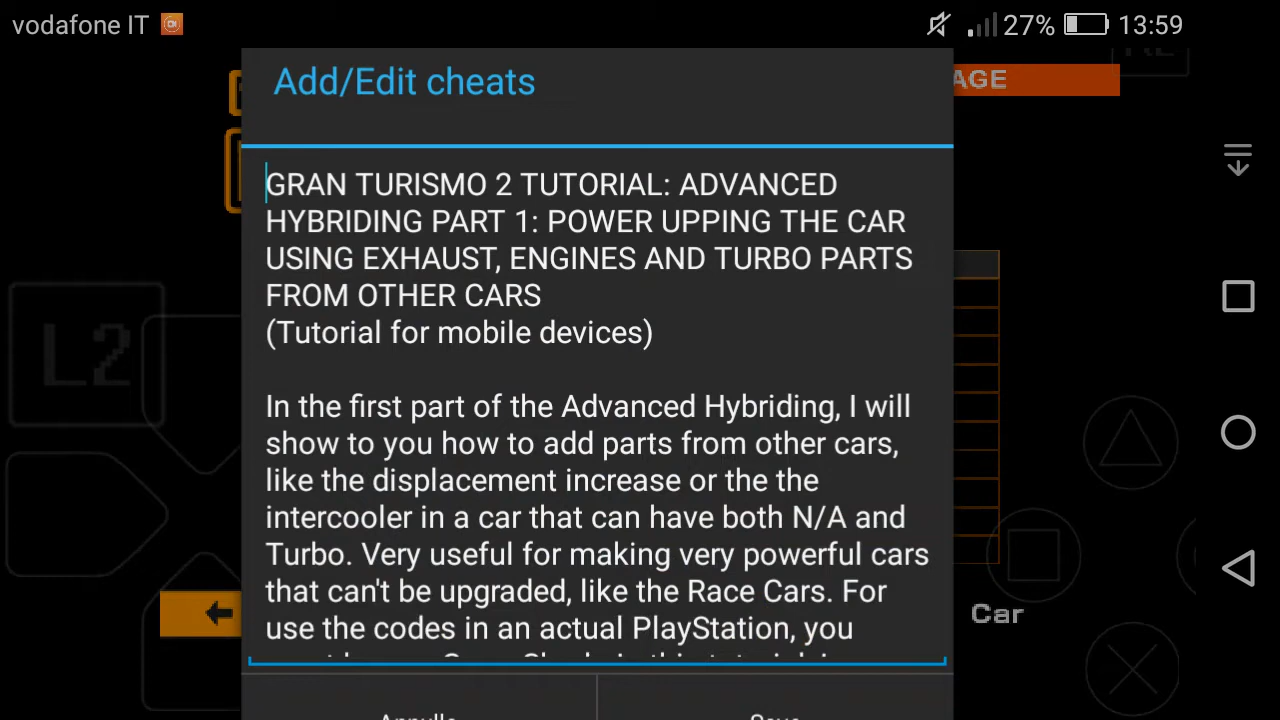 vodafone IT 27% 13:59
AGE
Add/Edit cheats
GRAN TURISMO 2 TUTORIAL: ADVANCED
HYBRIDING PART 1: POWER UPPING THE CAR
USING EXHAUST, ENGINES AND TURBO PARTS
FROM OTHER CARS
(Tutorial for mobile devices)
In the first part of the Advanced Hybriding, I will
show to you how to add parts from other cars,
like the displacement increase or the the
intercooler in a car that can have both N/A and
Turbo. Very useful for making very powerful cars
that can't be upgraded, like the Race Cars. For
use the codes in an actual PlayStation, you
L2
Car